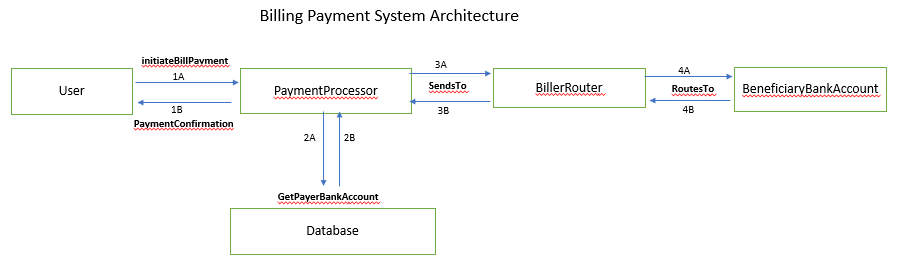 Billing Payment System Architecture
initiateBillPayment
1A
User
1B
PaymentConfirmation
PaymentProcessor
2A
2B
GetPayerBankAccount
Database
3A
SendsTo
3B
BillerRouter
4A
RoutesTo
4B
BeneficiaryBankAccount